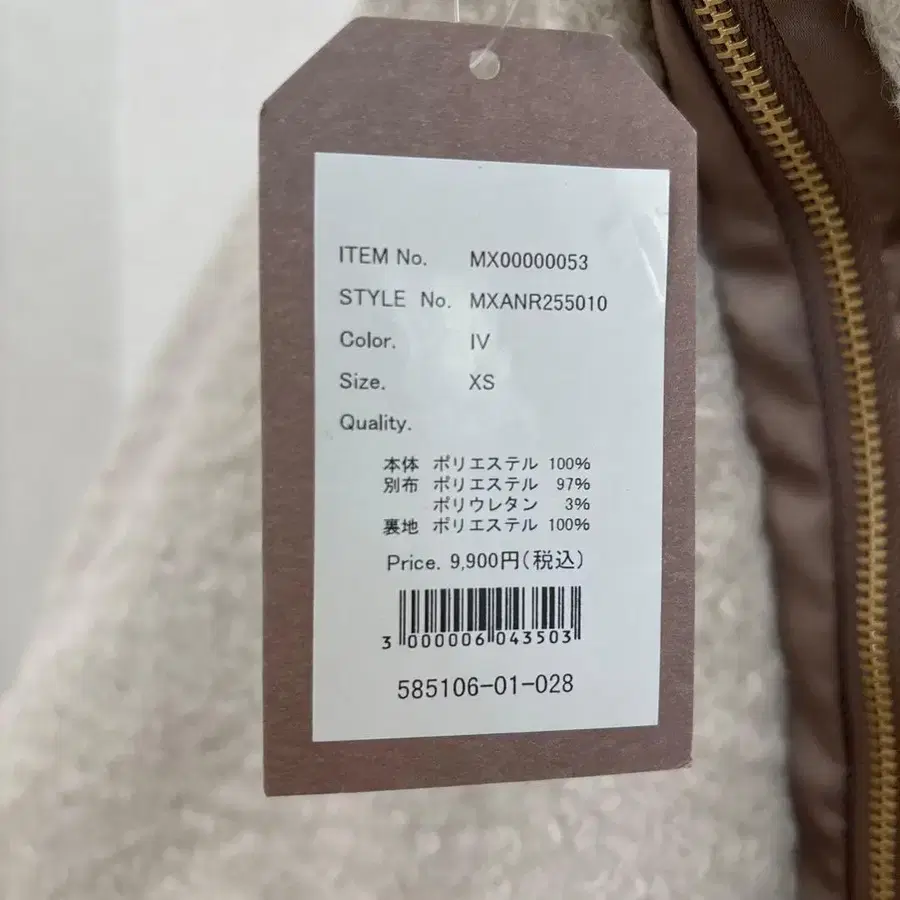 ITEM No. MX00000053
STYLE No. MXANR255010
Color. IV
Size. XS
Quality.
本体 ポリエステル 100%
別布 ポリエステル 97%
ポリウレタン 3%
裏地 ポリエステル 100%
Price. 9,900円(税込)
3 000006 043503
585106-01-028